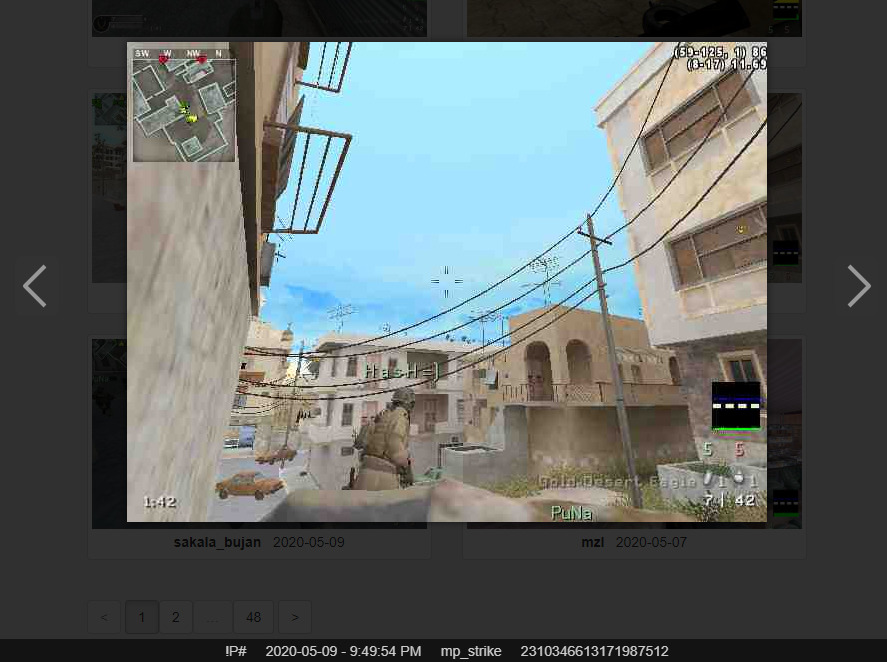 SW W NW N
(59-125, 1) 86
(8-17) 11.69
HasH=]
5 5
Gold Desert Eagle / 1 1
1:42
7 | 42
PuNa
sakala_bujan 2020-05-09
mzl 2020-05-07
< 1 2 ... 48 >
!P# 2020-05-09 - 9:49:54 PM mp_strike 2310346613171987512